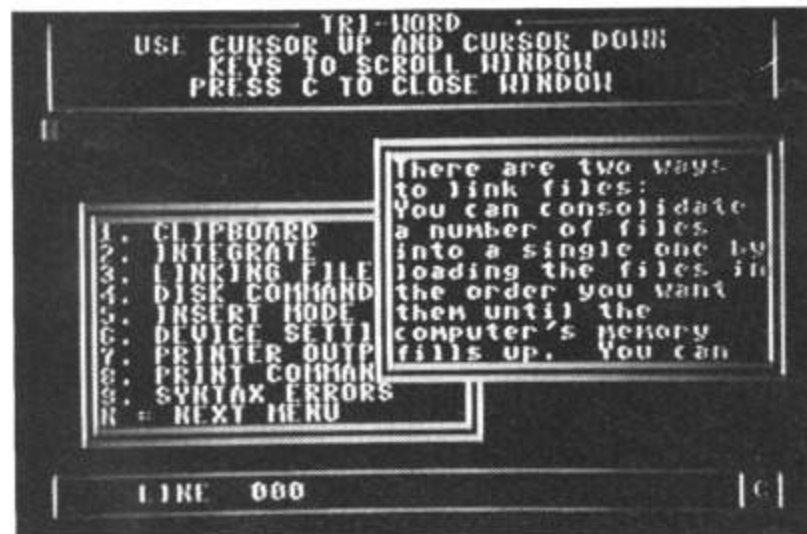 TRI-WORD
USE CURSOR UP AND CURSOR DOWN
KEYS TO SCROLL WINDOW
PRESS C TO CLOSE WINDOW
There are two ways
to link files:
You can consolidate
a number of files
into a single one by
loading the files in
the order you want
them until the
computer's memory
fills up. You can
1. CLIPBOARD
2. INTEGRATE
3. LINKING FILE
4. DISK COMMAND
5. INSERT MODE
6. DEVICE SETTI
7. PRINTER OUTP
8. PRINT COMMAN
9. SYNTAX ERRORS
N = NEXT MENU
LINE 000
C